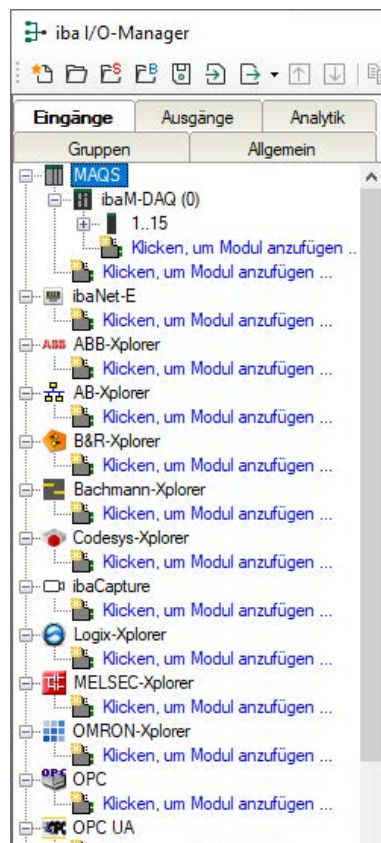 iba I/O-Manager
Eingänge Ausgänge Analytik
Gruppen Allgemein
MAQS
ibaM-DAQ (0)
1..15
Klicken, um Modul anzufügen ..
Klicken, um Modul anzufügen ...
ibaNet-E
Klicken, um Modul anzufügen ...
ABB ABB-Xplorer
Klicken, um Modul anzufügen ...
AB-Xplorer
Klicken, um Modul anzufügen ...
B&R-Xplorer
Klicken, um Modul anzufügen ...
Bachmann-Xplorer
Klicken, um Modul anzufügen ...
Codesys-Xplorer
Klicken, um Modul anzufügen ...
ibaCapture
Klicken, um Modul anzufügen ...
Logix-Xplorer
Klicken, um Modul anzufügen ...
MELSEC-Xplorer
Klicken, um Modul anzufügen ...
OMRON-Xplorer
Klicken, um Modul anzufügen ...
OPC OPC
Klicken, um Modul anzufügen ...
OPC UA